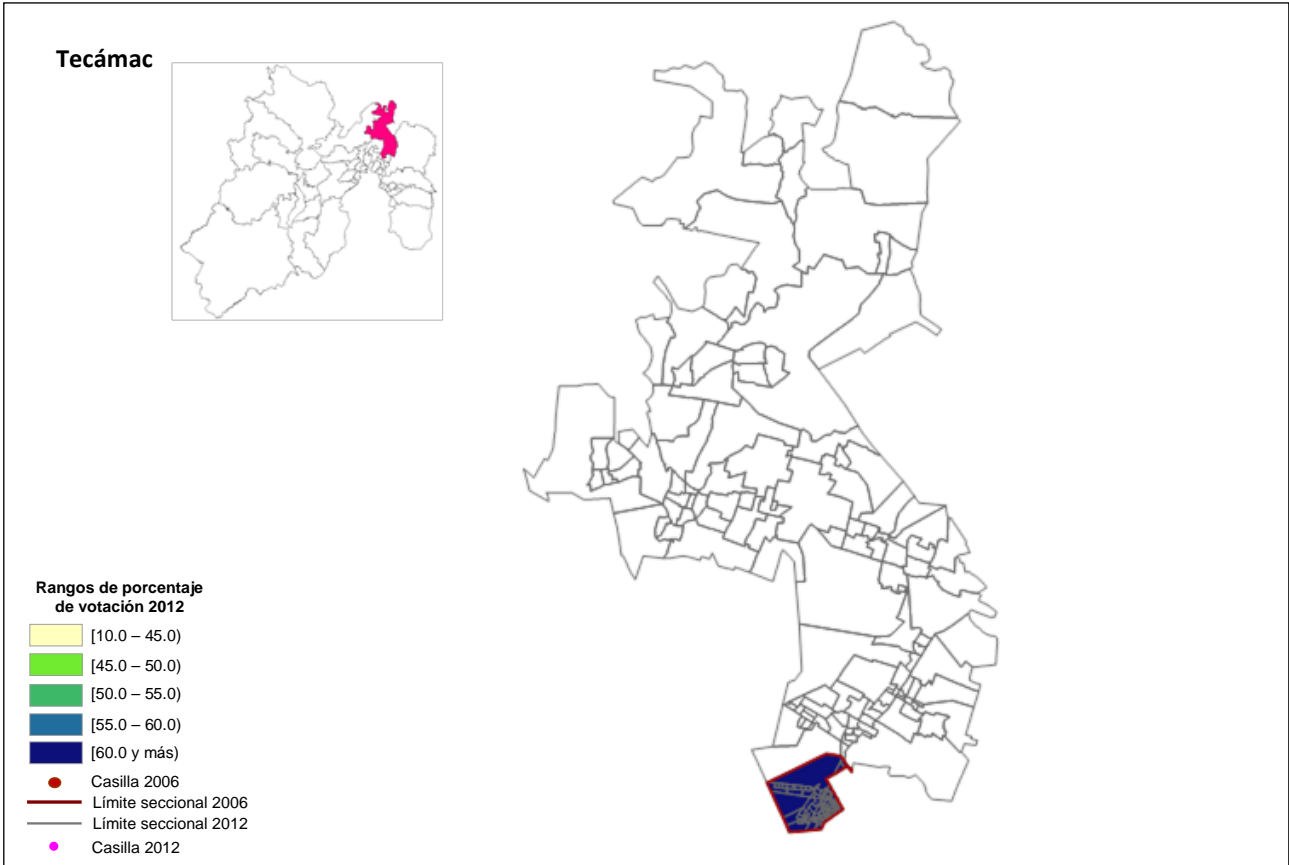 Tecámac
Rangos de porcentaje
de votación 2012
[10.0 – 45.0)
[45.0 – 50.0)
[50.0 – 55.0)
[55.0 – 60.0)
[60.0 y más)
Casilla 2006
Límite seccional 2006
Límite seccional 2012
Casilla 2012